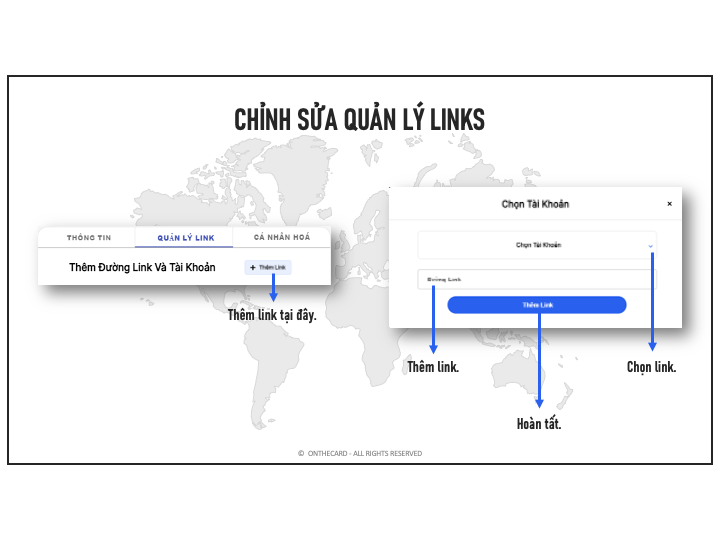 CHỈNH SỬA QUẢN LÝ LINKS
THÔNG TIN
QUẢN LÝ LINK
CÁ NHÂN HOÁ
Thêm Đường Link Và Tài Khoản
+ Thêm Link
Thêm link tại đây.
Chọn Tài Khoản
×
Chọn Tài Khoản
Đường Link
Thêm Link
Thêm link.
Chọn link.
Hoàn tất.
© ONTHECARD - ALL RIGHTS RESERVED